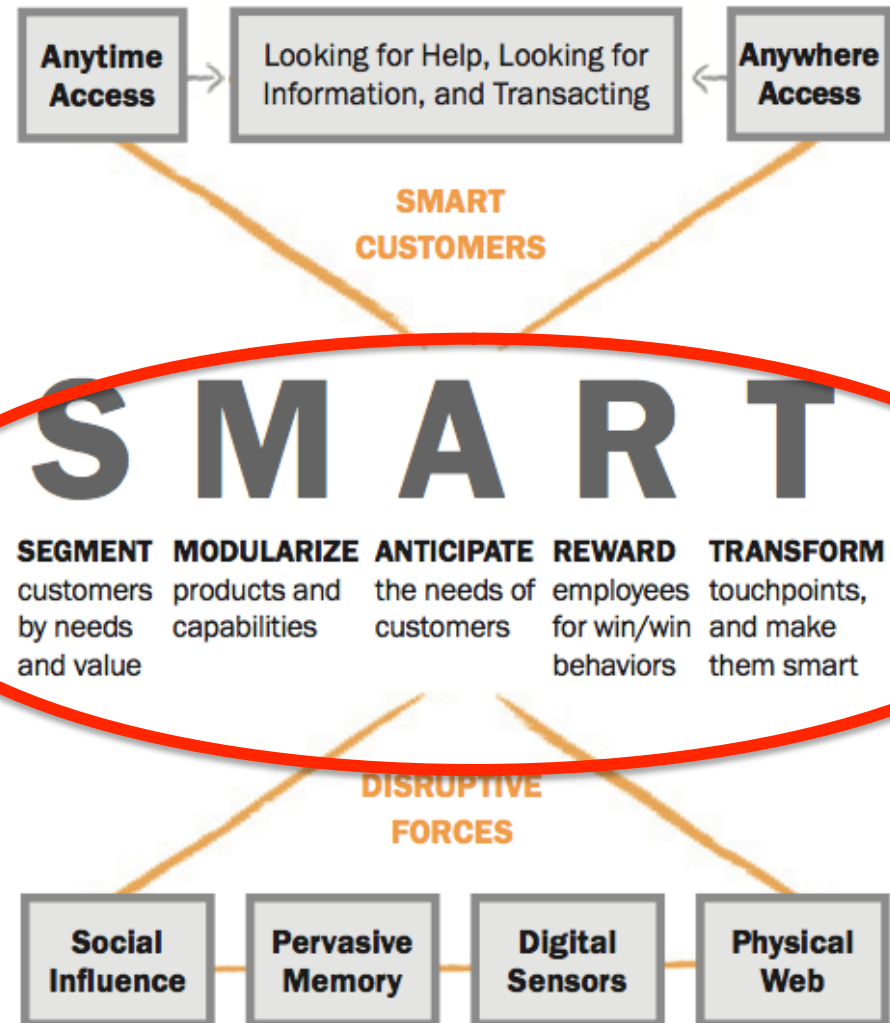 Anytime
Access
Looking for Help, Looking for
Information, and Transacting
Anywhere
Access
SMART
CUSTOMERS
S M A R T
SEGMENT
customers
by needs
and value
MODULARIZE
products and
capabilities
ANTICIPATE
the needs of
customers
REWARD
employees
for win/win
behaviors
TRANSFORM
touchpoints,
and make
them smart
DISRUPTIVE
FORCES
Social
Influence
Pervasive
Memory
Digital
Sensors
Physical
Web